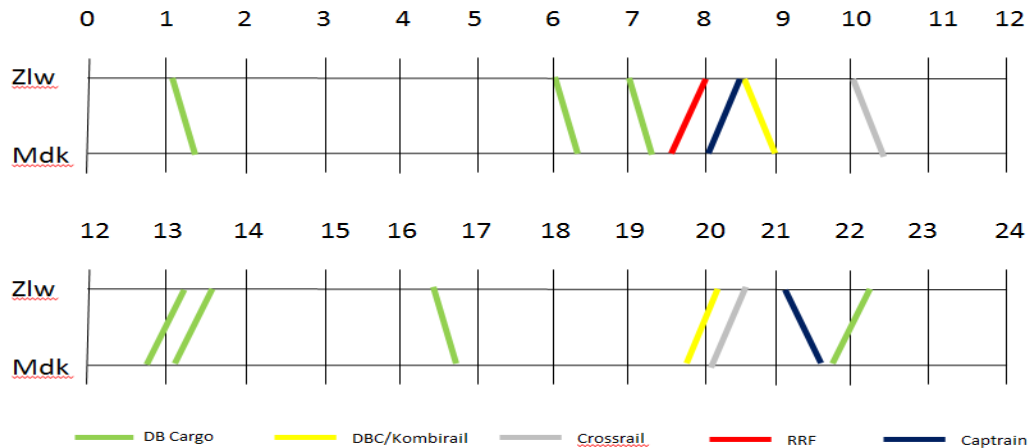 0 1 2 3 4 5 6 7 8 9 10 11 12
Zlw
Mdk
12 13 14 15 16 17 18 19 20 21 22 23 24
Zlw
Mdk
DB Cargo DBC/Kombirail Crossrail RRF Captrain